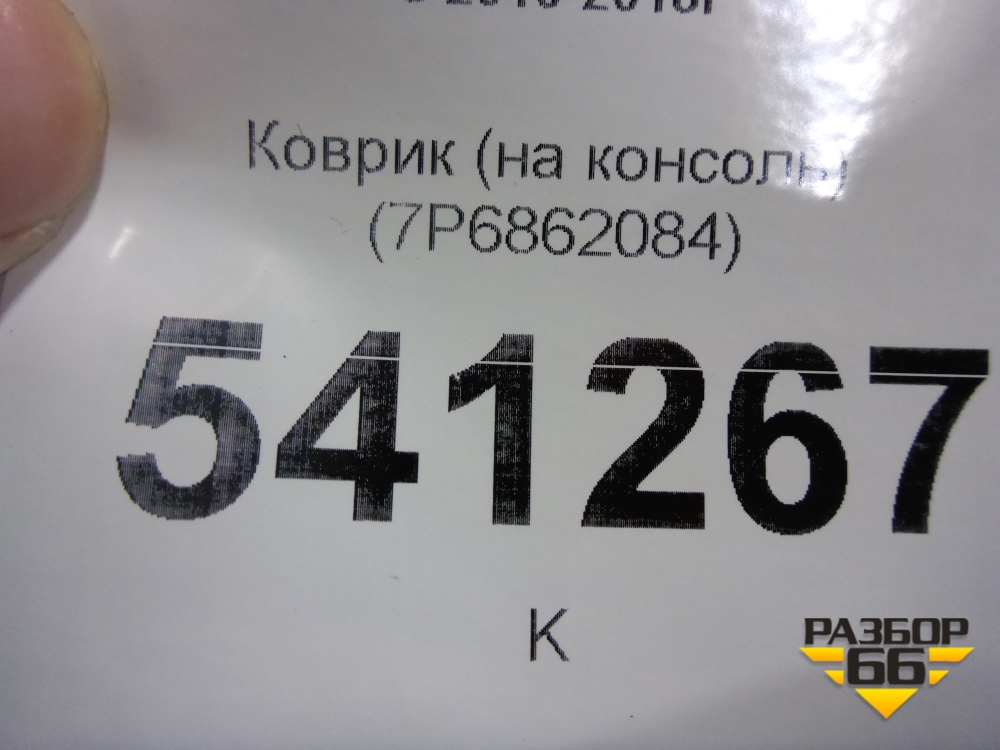 Коврик (на консоль)
(7P6862084)
541267
К
РАЗБОР
66